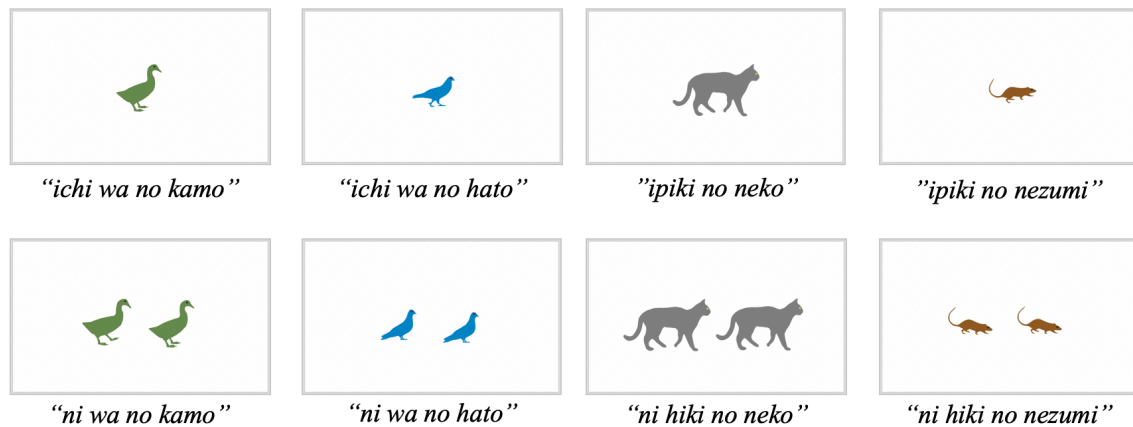 “ichi wa no kamo”
“ichi wa no hato”
”ipiki no neko”
”ipiki no nezumi”
“ni wa no kamo”
“ni wa no hato”
“ni hiki no neko”
“ni hiki no nezumi”